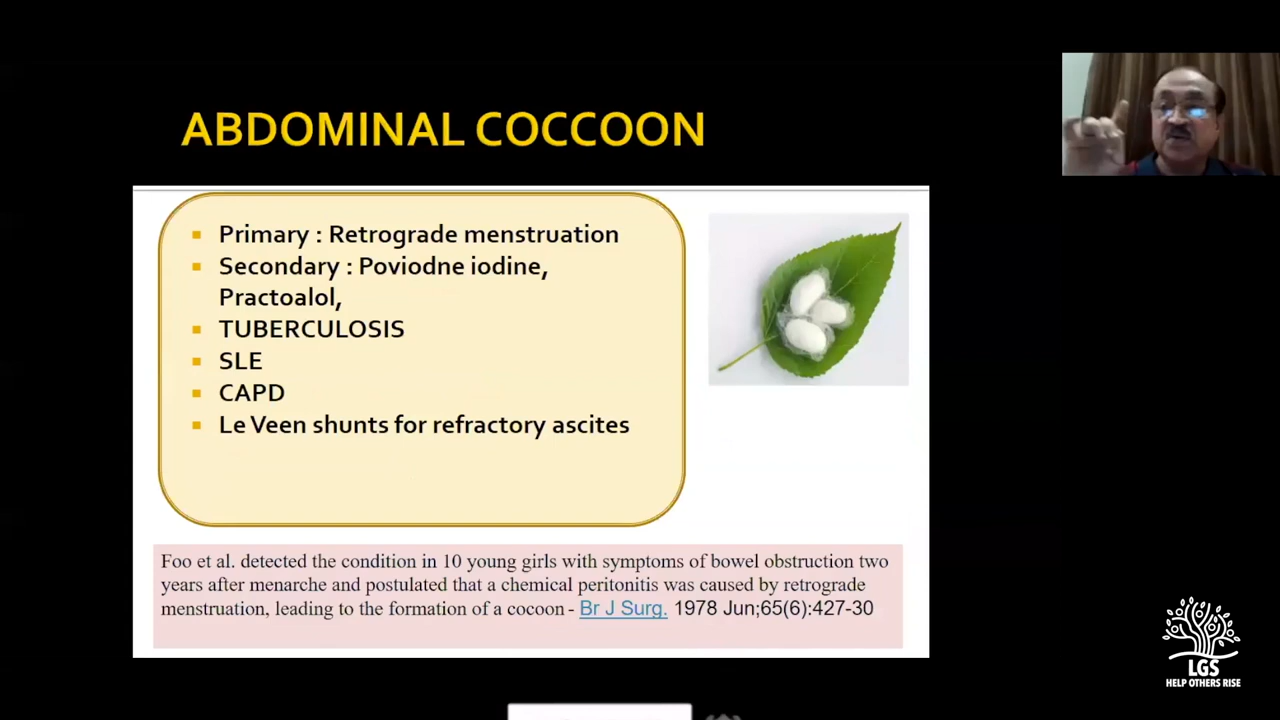 ABDOMINAL COCCOON
Primary : Retrograde menstruation
Secondary : Poviodne iodine,
Practoalol,
TUBERCULOSIS
SLE
CAPD
Le Veen shunts for refractory ascites
Foo et al. detected the condition in 10 young girls with symptoms of bowel obstruction two
years after menarche and postulated that a chemical peritonitis was caused by retrograde
menstruation, leading to the formation of a cocoon - Br J Surg. 1978 Jun;65(6):427-30
LGS
HELP OTHERS RISE